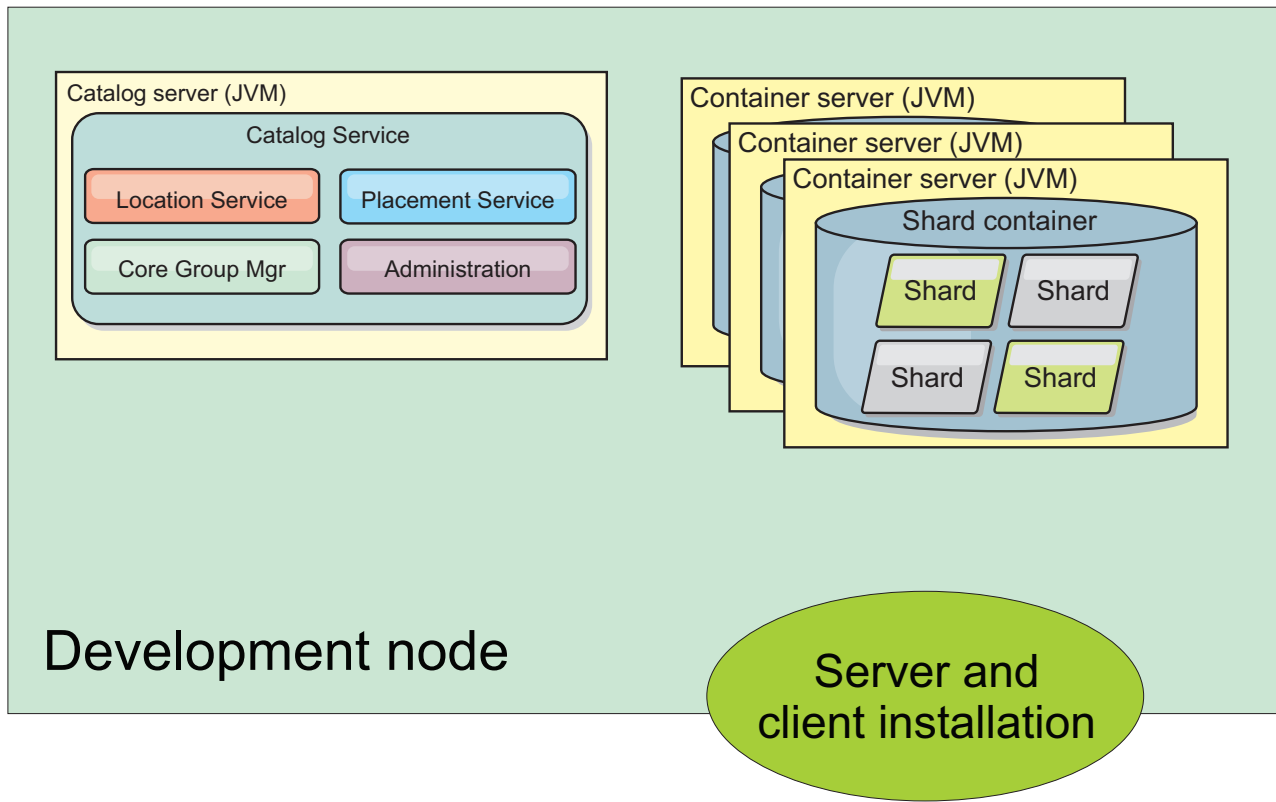 Catalog server (JVM)
Catalog Service
Location Service
Placement Service
Core Group Mgr
Administration
Container server (JVM)
Container server (JVM)
Container server (JVM)
Shard container
Shard
Shard
Shard
Shard
Development node
Server and
client installation